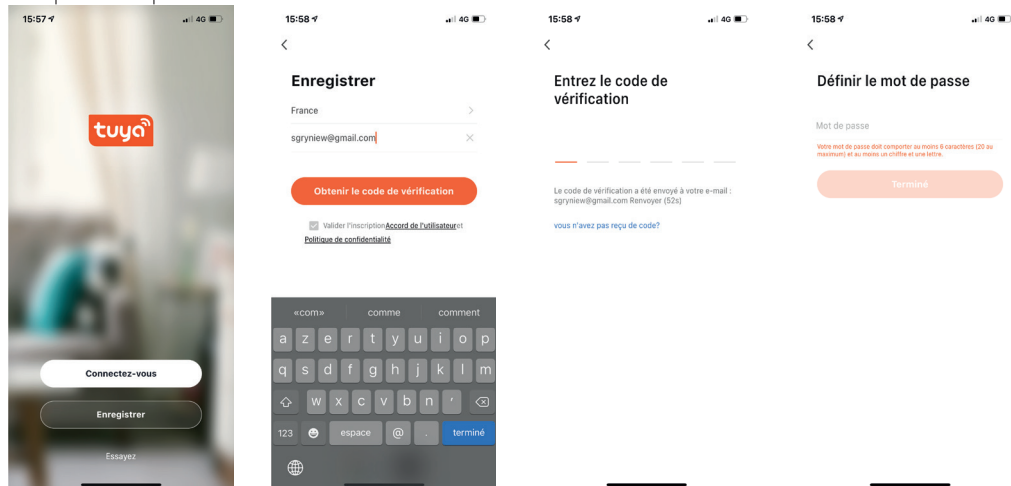 15:57
4G
tuya
Connectez-vous
Enregistrer
Essayez
15:58
4G
Enregistrer
France
sgryniew@gmail.com
Obtenir le code de vérification
Valider l'inscriptionAccord de l'utilisateuret
Politique de confidentialité
«com» comme comment
a z e r t y u i o p
q s d f g h j k l m
w x c v b n '
123 espace @ . terminé
15:58
4G
Entrez le code de
vérification
Le code de vérification a été envoyé à votre e-mail :
sgryniew@gmail.com Renvoyer (52s)
vous n'avez pas reçu de code?
15:58
4G
Définir le mot de passe
Mot de passe
Votre mot de passe doit comporter au moins 6 caractères (20 au
maximum) et au moins un chiffre et une lettre.
Terminé